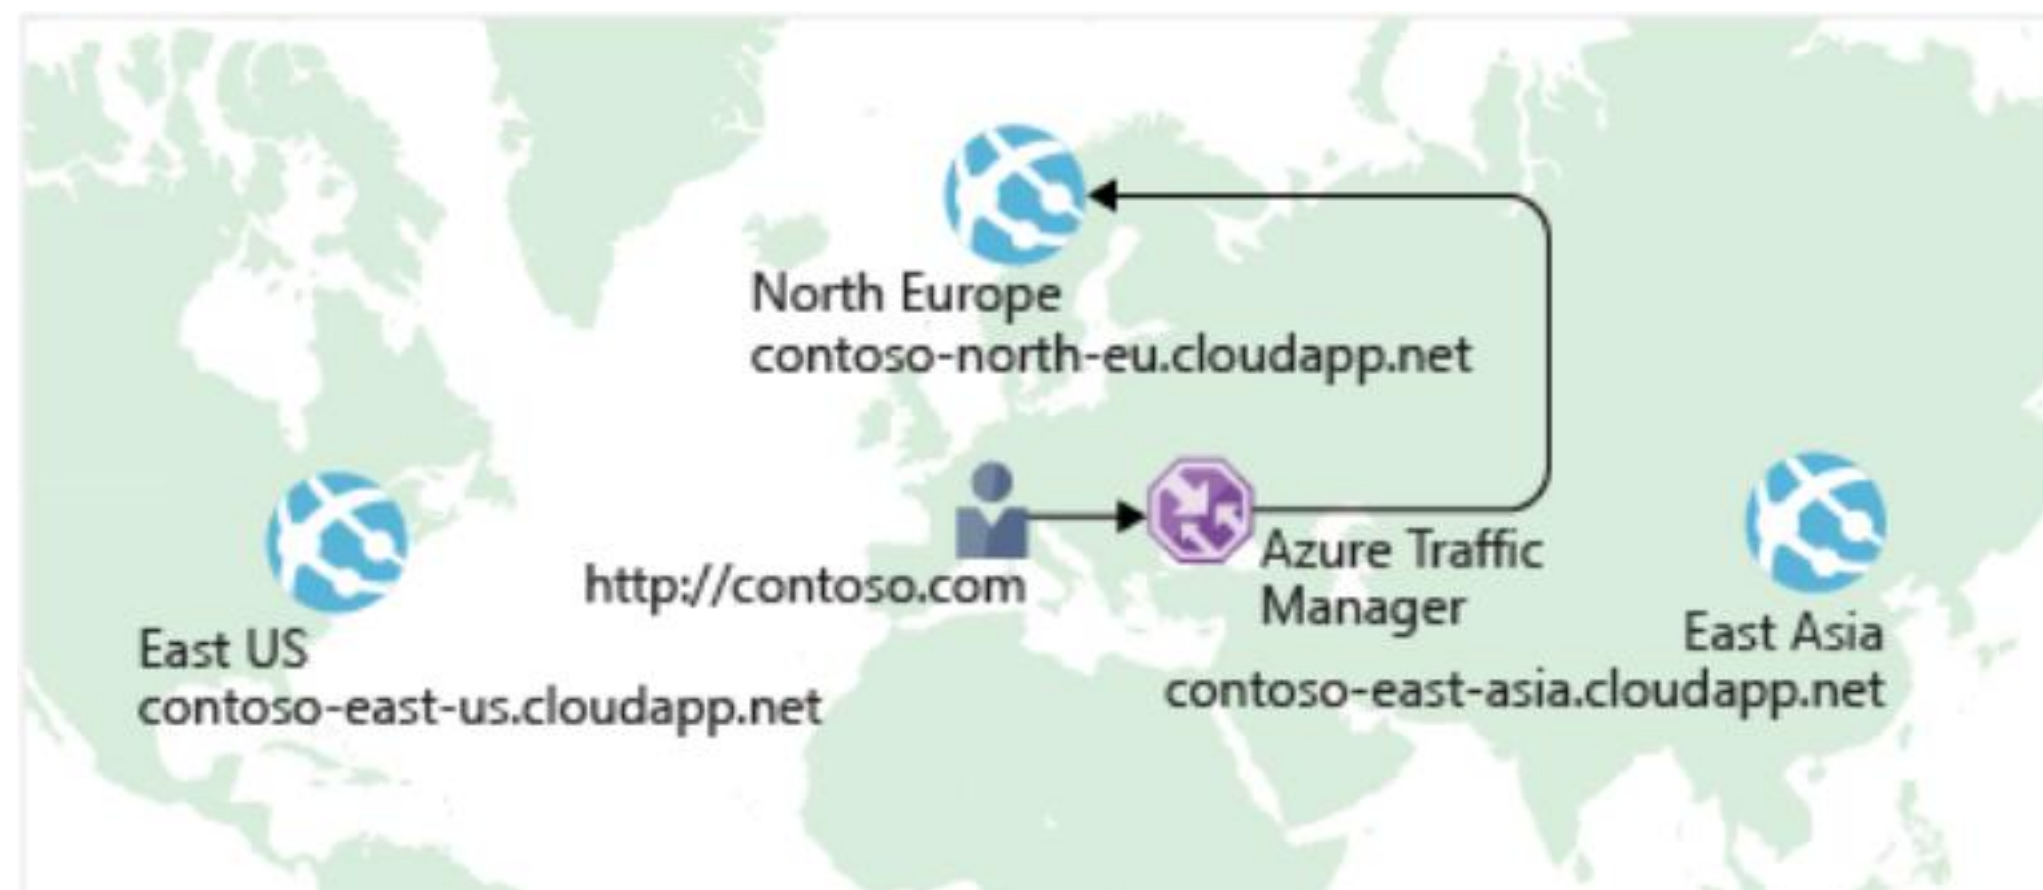 North Europe
contoso-north-eu.cloudapp.net
http://contoso.com
Azure Traffic
Manager
East US
contoso-east-us.cloudapp.net
East Asia
contoso-east-asia.cloudapp.net